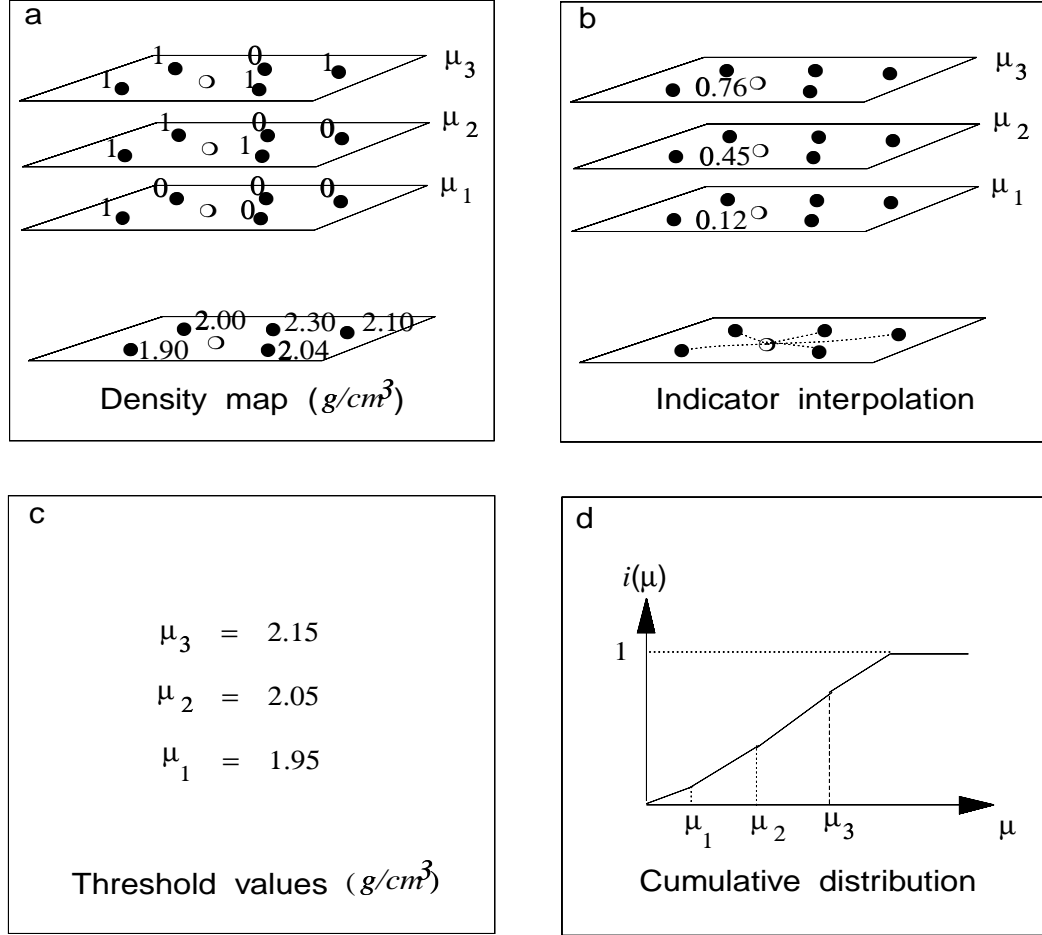 a
1 1 0 1 1 μ3
1 1 0 1 0 μ2
1 0 0 0 0 μ1
2.00 2.30 2.10
1.90 2.04
Density map (g/cm³)
b
0.76 μ3
0.45 μ2
0.12 μ1
Indicator interpolation
c
μ3 = 2.15
μ2 = 2.05
μ1 = 1.95
Threshold values (g/cm³)
d
i(μ)
1
μ1 μ2 μ3 μ
Cumulative distribution